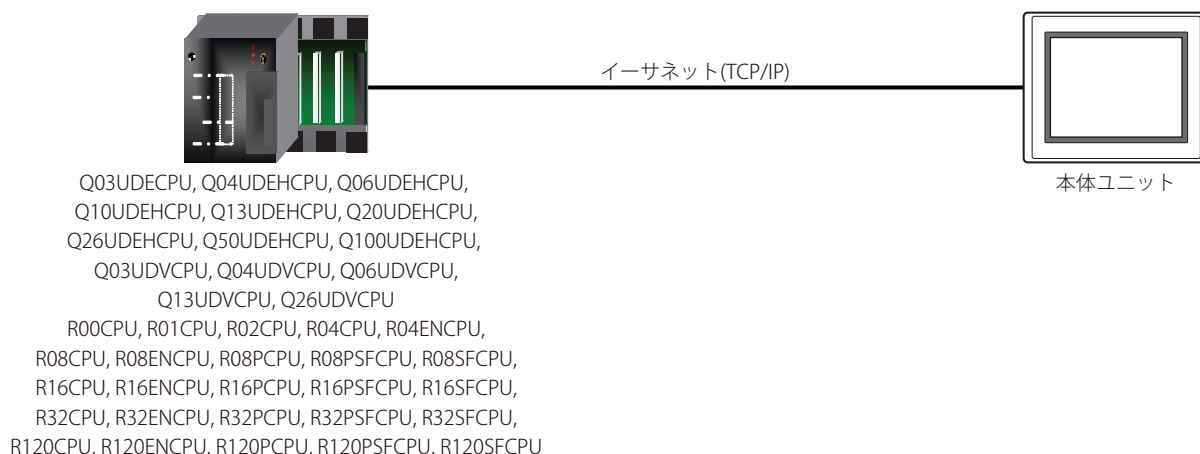 イーサネット(TCP/IP)
本体ユニット
Q03UDECPU, Q04UDEHCPU, Q06UDEHCPU,
Q10UDEHCPU, Q13UDEHCPU, Q20UDEHCPU,
Q26UDEHCPU, Q50UDEHCPU, Q100UDEHCPU,
Q03UDVCPU, Q04UDVCPU, Q06UDVCPU,
Q13UDVCPU, Q26UDVCPU
R00CPU, R01CPU, R02CPU, R04CPU, R04ENCPU,
R08CPU, R08ENCPU, R08PCPU, R08PSFCPU, R08SFCPU,
R16CPU, R16ENCPU, R16PCPU, R16PSFCPU, R16SFCPU,
R32CPU, R32ENCPU, R32PCPU, R32PSFCPU, R32SFCPU,
R120CPU, R120ENCPU, R120PCPU, R120PSFCPU, R120SFCPU